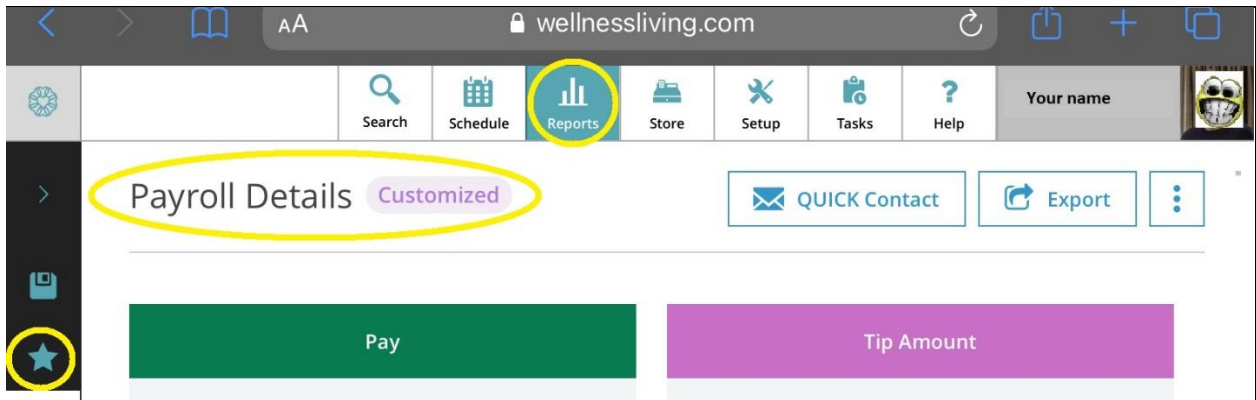 AA wellnessliving.com
Search Schedule Reports Store Setup Tasks ? Help Your name
Payroll Details Customized QUICK Contact Export
Pay Tip Amount